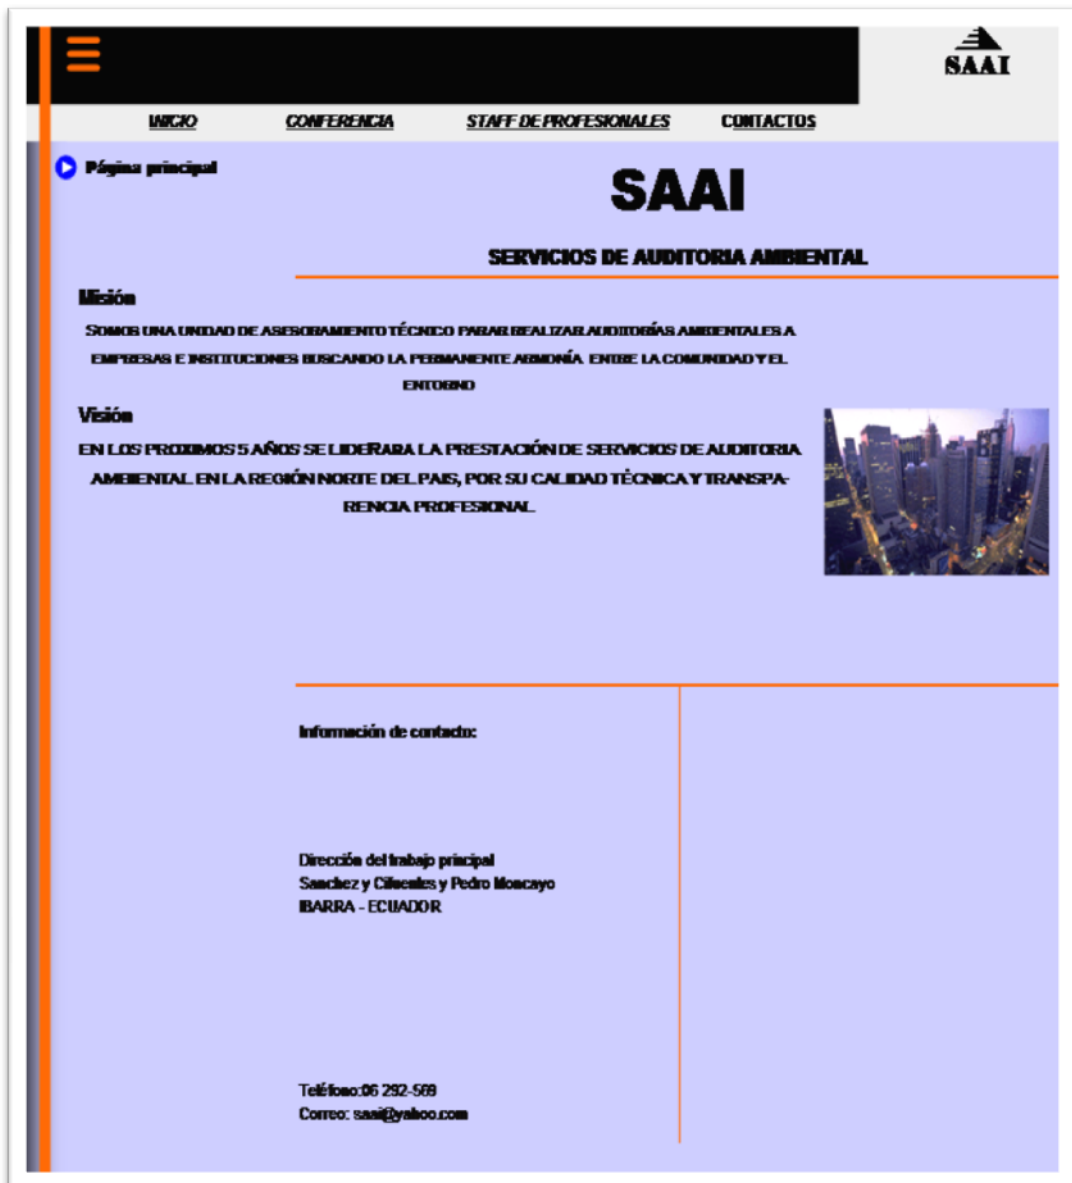 SAAI
INICIO CONFERENCIA STAFF DE PROFESIONALES CONTACTOS
Página principal
SAAI
SERVICIOS DE AUDITORIA AMBIENTAL
Misión
SOMOS UNA UNIDAD DE ASESORAMIENTO TÉCNICO PARAR REALIZAR AUDITORÍAS AMBIENTALES A
EMPRESAS E INSTITUCIONES BUSCANDO LA PERMANENTE ARMONÍA ENTRE LA COMUNIDAD Y EL
ENTORNO
Visión
EN LOS PROXIMOS 5 AÑOS SE LIDERARA LA PRESTACIÓN DE SERVICIOS DE AUDITORIA
AMBIENTAL EN LA REGIÓN NORTE DEL PAIS, POR SU CALIDAD TÈCNICA Y TRANSPA-
RENCIA PROFESIONAL.
Información de contacto:
Dirección del trabajo principal
Sanchez y Cifuentes y Pedro Moncayo
IBARRA - ECUADOR
Teléfono:06 292-569
Correo: saai@yahoo.com